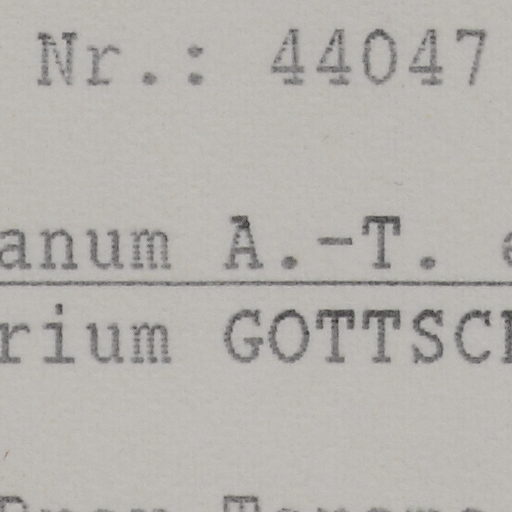 Nr.: 44047
anum A.-T.
rium GOTTSC